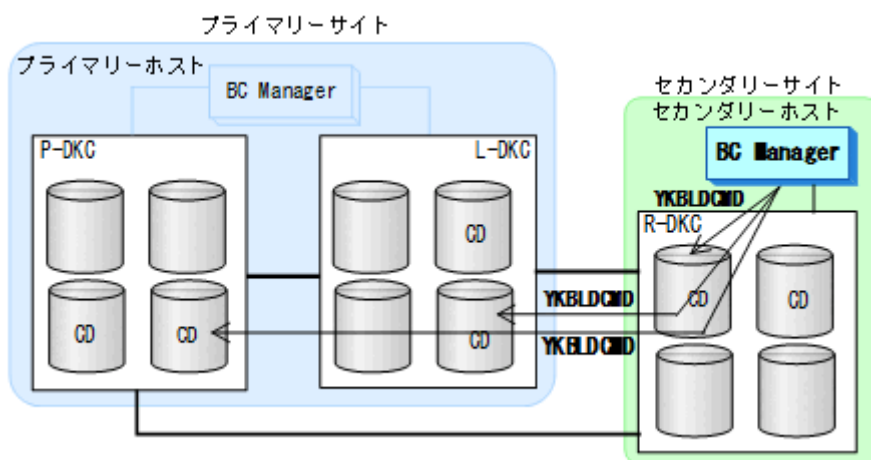 プライマリーサイト
プライマリーホスト
BC Manager
P-DKC
CD
CD
L-DKC
CD
CD
セカンダリーサイト
セカンダリーホスト
BC Manager
YKBLDCMD
R-DKC
CD
CD
YKBLDCMD
YKBLDCMD